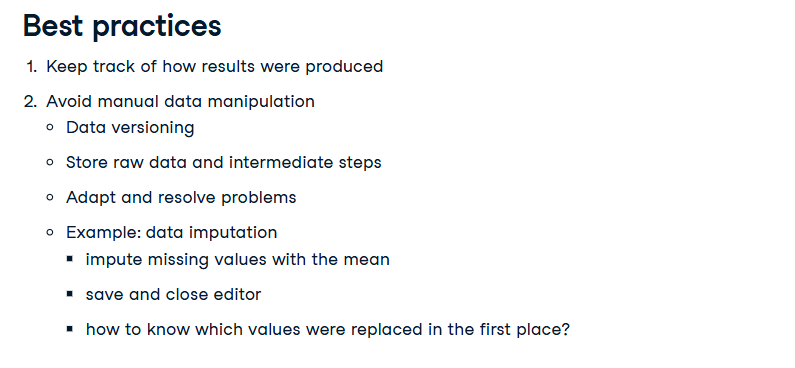 Best practices
1. Keep track of how results were produced
2. Avoid manual data manipulation
○ Data versioning
○ Store raw data and intermediate steps
○ Adapt and resolve problems
○ Example: data imputation
▪ impute missing values with the mean
▪ save and close editor
▪ how to know which values were replaced in the first place?